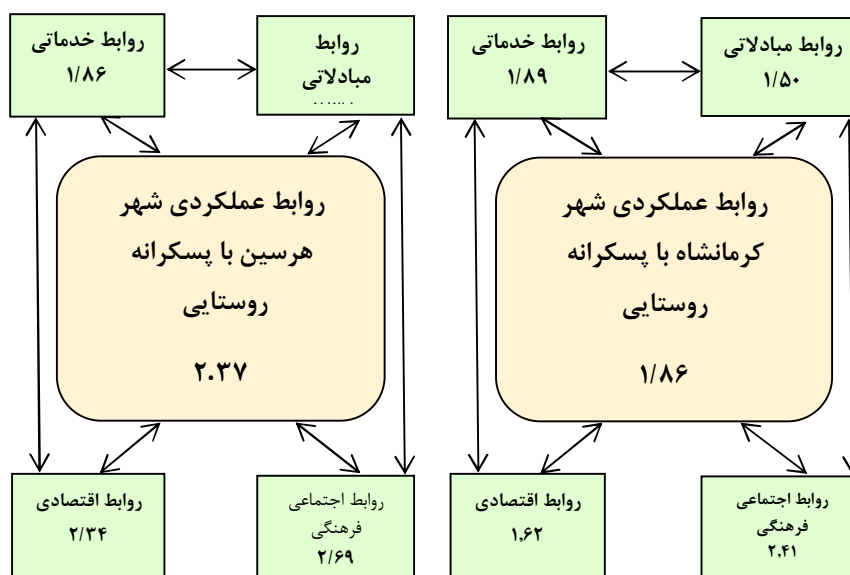 روابط خدماتی
۱/۸۶
روابط
مبادلاتی
روابط عملکردی شهر
هرسین با پسکرانه
روستایی
۲.۳۷
روابط اقتصادی
۲/۳۴
روابط اجتماعی
فرهنگی
۲/۶۹
روابط خدماتی
۱/۸۹
روابط مبادلاتی
۱/۵۰
روابط عملکردی شهر
کرمانشاه با پسکرانه
روستایی
۱/۸۶
روابط اقتصادی
۱,۶۲
روابط اجتماعی
فرهنگی
۲,۴۱